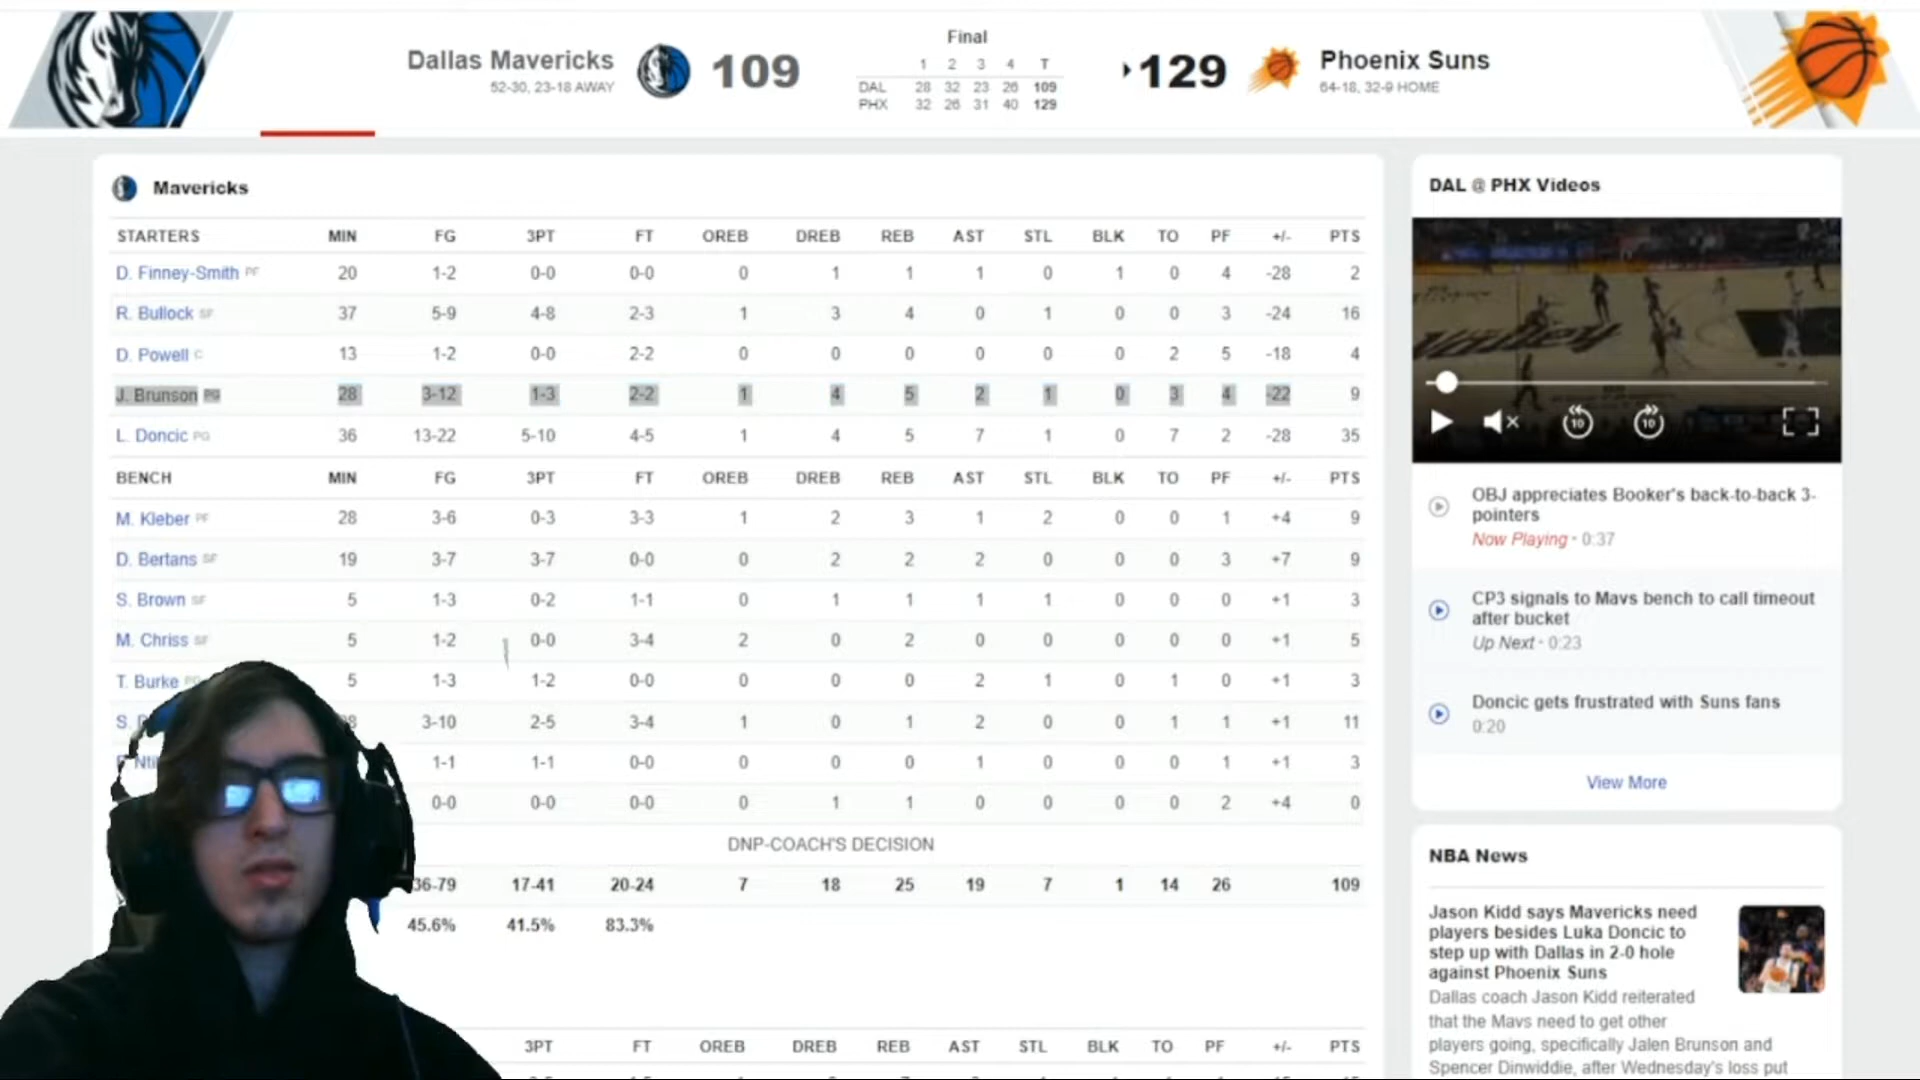 Final
Dallas Mavericks 109 129 Phoenix Suns
52-30, 23-18 AWAY 64-18, 32-9 HOME
1 2 3 4 T
DAL 28 32 23 26 109
PHX 32 26 31 40 129
Mavericks
STARTERS MIN FG 3PT FT OREB DREB REB AST STL BLK TO PF +/- PTS
D. Finney-Smith PF 20 1-2 0-0 0-0 0 1 1 1 0 1 0 4 -28 2
R. Bullock SF 37 5-9 4-8 2-3 1 3 4 0 1 0 0 3 -24 16
D. Powell C 13 1-2 0-0 2-2 0 0 0 0 0 0 2 5 -18 4
J. Brunson PG 28 3-12 1-3 2-2 1 4 5 2 1 0 3 4 -22 9
L. Doncic PG 36 13-22 5-10 4-5 1 4 5 7 1 0 7 2 -28 35
BENCH MIN FG 3PT FT OREB DREB REB AST STL BLK TO PF +/- PTS
M. Kleber PF 28 3-6 0-3 3-3 1 2 3 1 2 0 0 1 +4 9
D. Bertans SF 19 3-7 3-7 0-0 0 2 2 2 0 0 0 3 +7 9
S. Brown SF 5 1-3 0-2 1-1 0 1 1 1 1 0 0 0 +1 3
M. Chriss SF 5 1-2 0-0 3-4 2 0 2 0 0 0 0 0 +1 5
T. Burke 5 1-3 1-2 0-0 0 0 0 2 1 0 1 0 +1 3
S. 8 3-10 2-5 3-4 1 0 1 2 0 0 1 1 +1 11
1-1 1-1 0-0 0 0 0 1 0 0 0 1 +1 3
0-0 0-0 0-0 0 1 1 0 0 0 0 2 +4 0
DNP-COACH'S DECISION
36-79 17-41 20-24 7 18 25 19 7 1 14 26 109
45.6% 41.5% 83.3%
3PT FT OREB DREB REB AST STL BLK TO PF +/- PTS
DAL @ PHX Videos
10 10
OBJ appreciates Booker's back-to-back 3-
pointers
Now Playing · 0:37
CP3 signals to Mavs bench to call timeout
after bucket
Up Next · 0:23
Doncic gets frustrated with Suns fans
0:20
View More
NBA News
Jason Kidd says Mavericks need
players besides Luka Doncic to
step up with Dallas in 2-0 hole
against Phoenix Suns
Dallas coach Jason Kidd reiterated
that the Mavs need to get other
players going, specifically Jalen Brunson and
Spencer Dinwiddie, after Wednesday's loss put